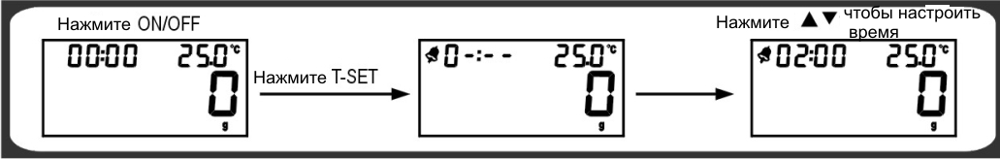 Нажмите ON/OFF
00:00 25.0°C
0
g
Нажмите T-SET
0-:-- 25.0°C
0
g
Нажмите ▲▼ чтобы настроить
время
02:00 25.0°C
0
g